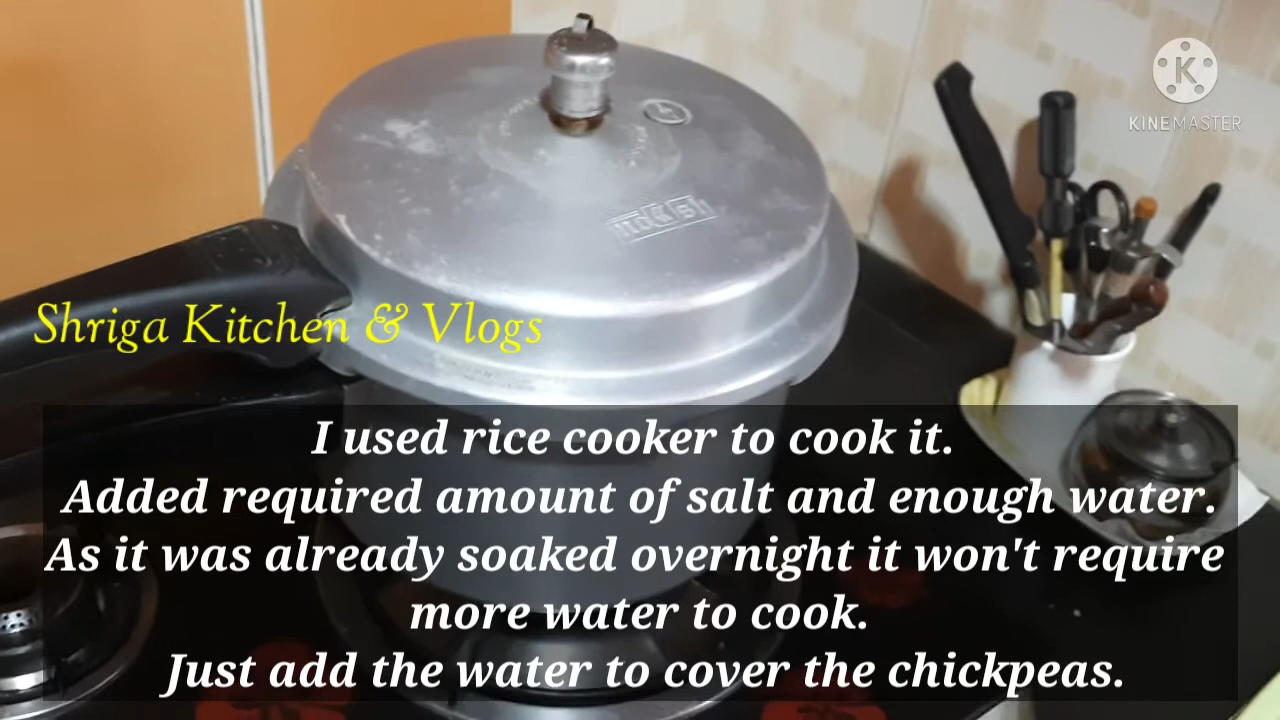 KINEMASTER
Shriga Kitchen & Vlogs
I used rice cooker to cook it.
Added required amount of salt and enough water.
As it was already soaked overnight it won't require
more water to cook.
Just add the water to cover the chickpeas.